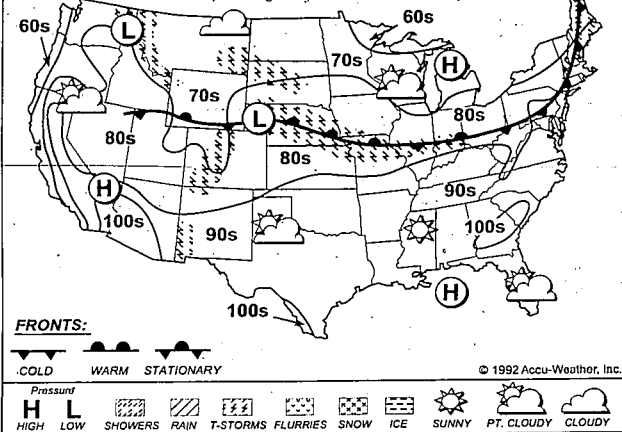 60s
60s
L
70s
H
70s
L
80s
80s
80s
H
90s
100s
100s
90s
H
100s
FRONTS:
COLD WARM STATIONARY
© 1992 Accu-Weather, Inc.
Pressure
H L
HIGH LOW SHOWERS RAIN T-STORMS FLURRIES SNOW ICE SUNNY PT. CLOUDY CLOUDY